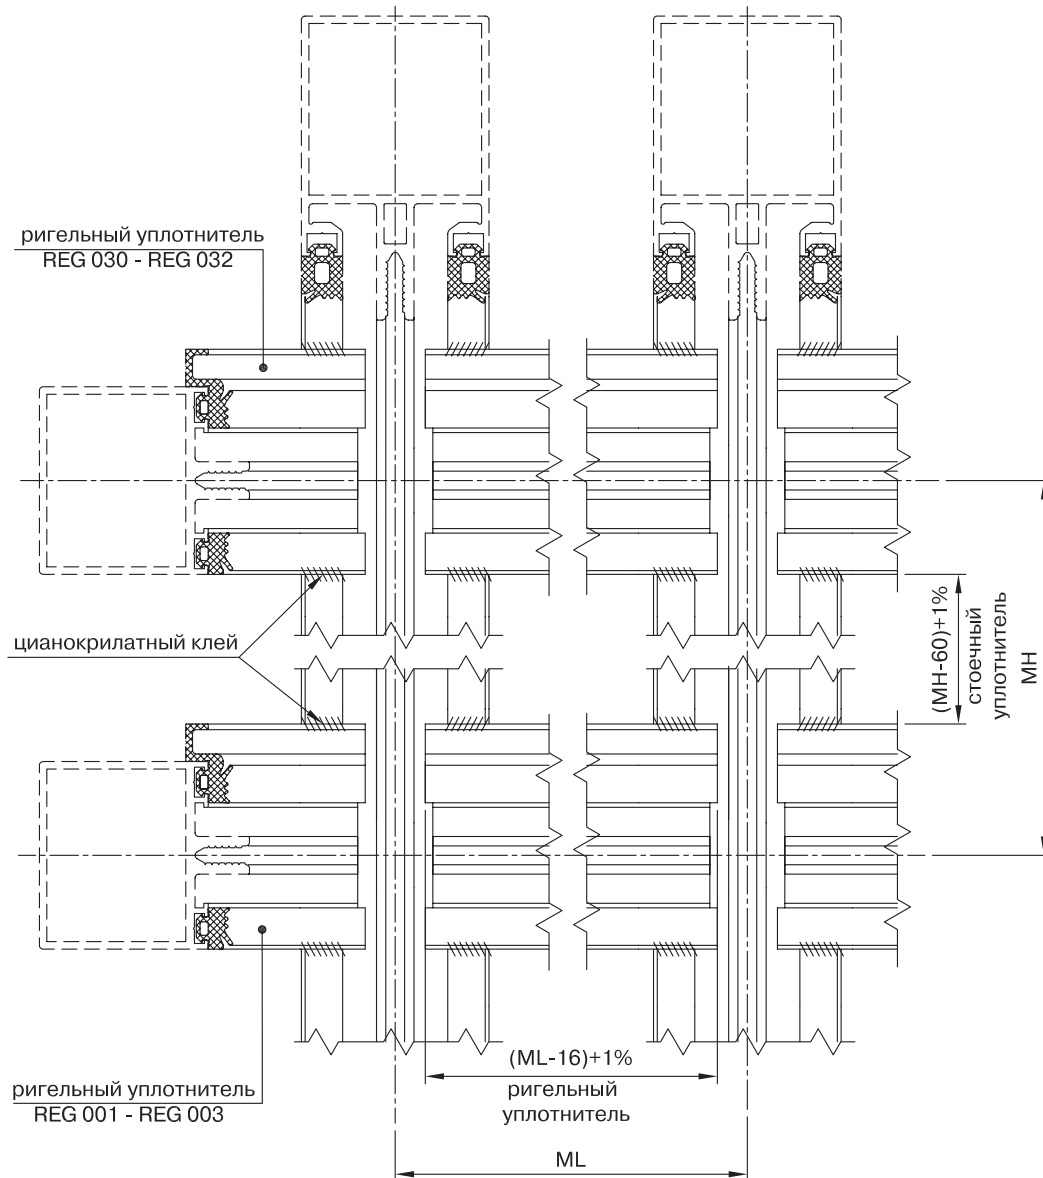 ригельный уплотнитель
REG 030 - REG 032
цианокрилатный клей
(MH-60)+1%
стоечный
уплотнитель
MH
(ML-16)+1%
ригельный
уплотнитель
ригельный уплотнитель
REG 001 - REG 003
ML